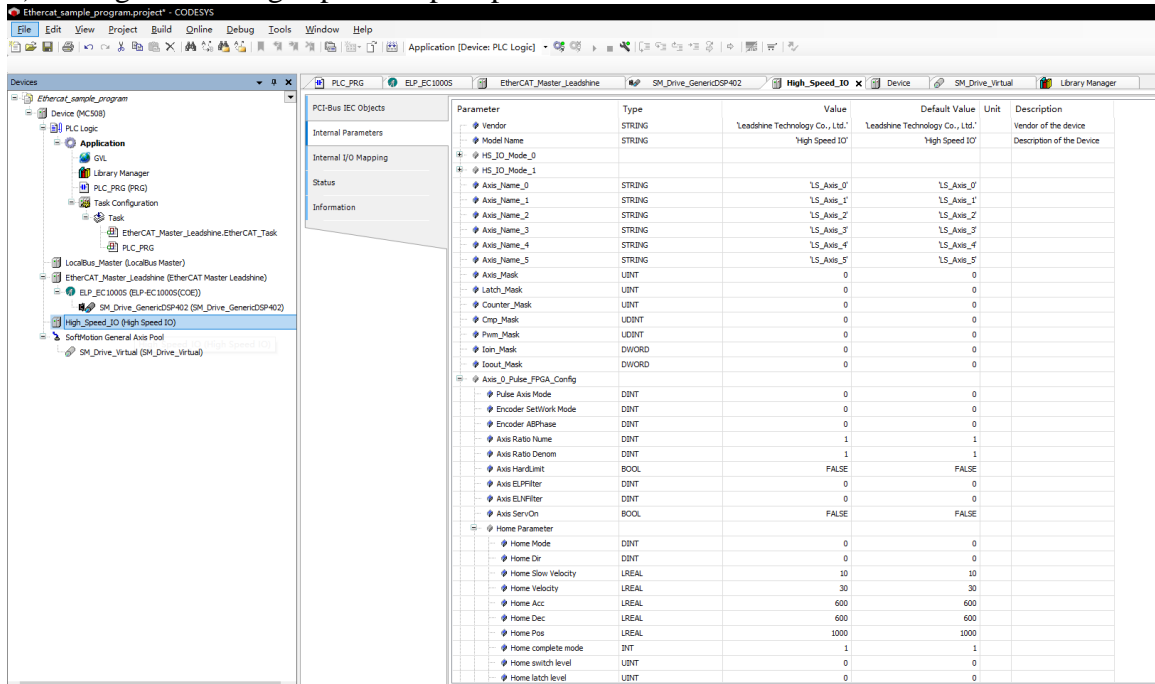 Ethercat_sample_program.project* - CODESYS
File Edit View Project Build Online Debug Tools Window Help
Application [Device: PLC Logic]
Devices
Ethercat_sample_program
Device (MC508)
PLC Logic
Application
GVL
Library Manager
PLC_PRG (PRG)
Task Configuration
Task
EtherCAT_Master_Leadshine.EtherCAT_Task
PLC_PRG
LocalBus_Master (LocalBus Master)
EtherCAT_Master_Leadshine (EtherCAT Master Leadshine)
ELP_EC1000S (ELP-EC1000S(COE))
SM_Drive_GenericDSP402 (SM_Drive_GenericDSP402)
High_Speed_IO (High Speed IO)
SoftMotion General Axis Pool
SM_Drive_Virtual (SM_Drive_Virtual)
PLC_PRG ELP_EC1000S EtherCAT_Master_Leadshine SM_Drive_GenericDSP402 High_Speed_IO Device SM_Drive_Virtual Library Manager
PCI-Bus IEC Objects
Internal Parameters
Internal I/O Mapping
Status
Information
Parameter Type Value Default Value Unit Description
Vendor STRING 'Leadshine Technology Co., Ltd.' 'Leadshine Technology Co., Ltd.' Vendor of the device
Model Name STRING 'High Speed IO' 'High Speed IO' Description of the Device
HS_IO_Mode_0
HS_IO_Mode_1
Axis_Name_0 STRING 'LS_Axis_0' 'LS_Axis_0'
Axis_Name_1 STRING 'LS_Axis_1' 'LS_Axis_1'
Axis_Name_2 STRING 'LS_Axis_2' 'LS_Axis_2'
Axis_Name_3 STRING 'LS_Axis_3' 'LS_Axis_3'
Axis_Name_4 STRING 'LS_Axis_4' 'LS_Axis_4'
Axis_Name_5 STRING 'LS_Axis_5' 'LS_Axis_5'
Axis_Mask UINT 0 0
Latch_Mask UINT 0 0
Counter_Mask UINT 0 0
Cmp_Mask UDINT 0 0
Pwm_Mask UDINT 0 0
Ioin_Mask DWORD 0 0
Ioout_Mask DWORD 0 0
Axis_0_Pulse_FPGA_Config
Pulse Axis Mode DINT 0 0
Encoder SetWork Mode DINT 0 0
Encoder ABPhase DINT 0 0
Axis Ratio Nume DINT 1 1
Axis Ratio Denom DINT 1 1
Axis HardLimit BOOL FALSE FALSE
Axis ELPFilter DINT 0 0
Axis ELNFilter DINT 0 0
Axis ServOn BOOL FALSE FALSE
Home Parameter
Home Mode DINT 0 0
Home Dir DINT 0 0
Home Slow Velocity LREAL 10 10
Home Velocity LREAL 30 30
Home Acc LREAL 600 600
Home Dec LREAL 600 600
Home Pos LREAL 1000 1000
Home complete mode INT 1 1
Home switch level UINT 0 0
Home latch level UINT 0 0